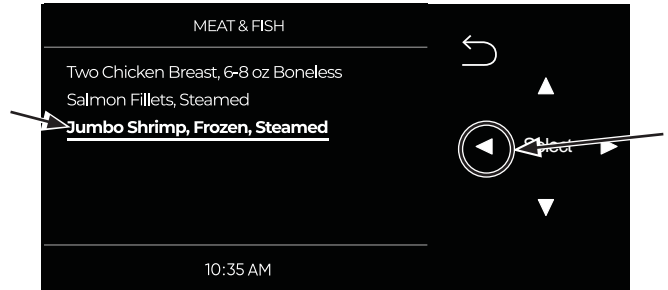 MEAT & FISH
Two Chicken Breast, 6-8 oz Boneless
Salmon Fillets, Steamed
Jumbo Shrimp, Frozen, Steamed
Select
10:35 AM